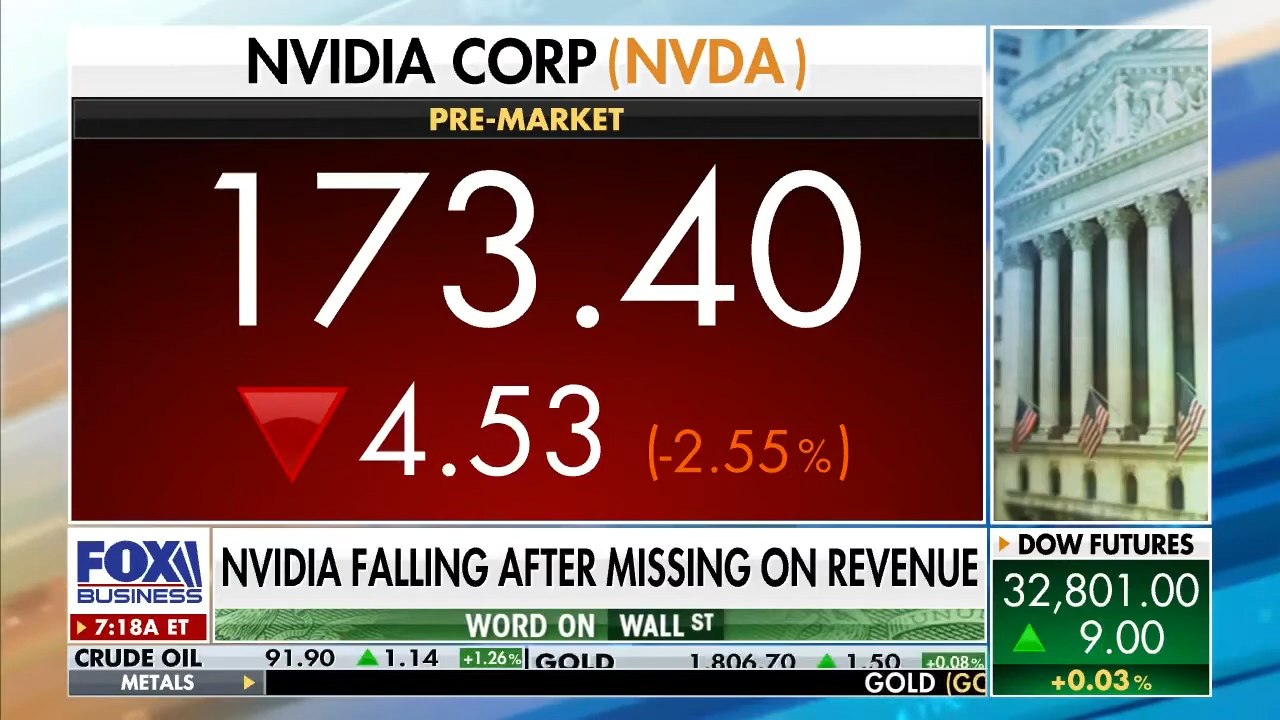 NVIDIA CORP (NVDA)
PRE-MARKET
173.40
4.53 (-2.55%)
FOX
BUSINESS
7:18A ET
NVIDIA FALLING AFTER MISSING ON REVENUE
WORD ON WALL ST
DOW FUTURES
32,801.00
9.00
+0.03%
CRUDE OIL 91.90 1.14 +1.26% GOLD 1,806.70 1.50 +0.08%
METALS GOLD (GC